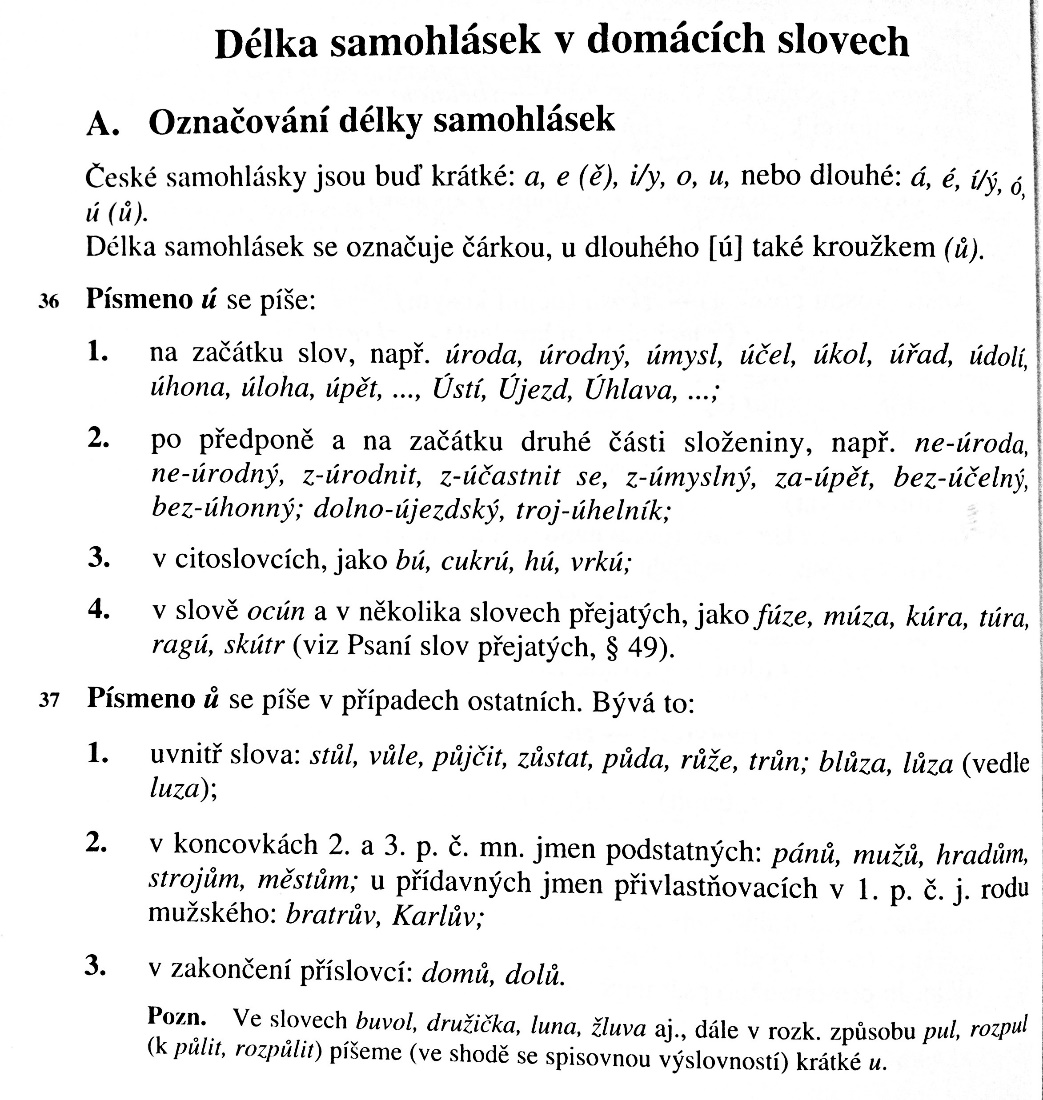 Délka samohlásek v domácích slovech
A. Označování délky samohlásek
České samohlásky jsou buď krátké: a, e (ě), i/y, o, u, nebo dlouhé: á, é, í/ý, ó,
ú (ů).
Délka samohlásek se označuje čárkou, u dlouhého [ú] také kroužkem (ů).
36 Písmeno ú se píše:
1. na začátku slov, např. úroda, úrodný, úmysl, účel, úkol, úřad, údolí,
úhona, úloha, úpět, ..., Ústí, Újezd, Úhlava, ...;
2. po předponě a na začátku druhé části složeniny, např. ne-úroda,
ne-úrodný, z-úrodnit, z-účastnit se, z-úmyslný, za-úpět, bez-účelný,
bez-úhonný; dolno-újezdský, troj-úhelník;
3. v citoslovcích, jako bú, cukrú, hú, vrkú;
4. v slově ocún a v několika slovech přejatých, jako fúze, múza, kúra, túra,
ragú, skútr (viz Psaní slov přejatých, § 49).
37 Písmeno ů se píše v případech ostatních. Bývá to:
1. uvnitř slova: stůl, vůle, půjčit, zůstat, půda, růže, trůn; blůza, lůza (vedle
luza);
2. v koncovkách 2. a 3. p. č. mn. jmen podstatných: pánů, mužů, hradům,
strojům, městům; u přídavných jmen přivlastňovacích v 1. p. č. j. rodu
mužského: bratrův, Karlův;
3. v zakončení příslovcí: domů, dolů.
Pozn. Ve slovech buvol, družička, luna, žluva aj., dále v rozk. způsobu pul, rozpul
(k půlit, rozpůlit) píšeme (ve shodě se spisovnou výslovností) krátké u.